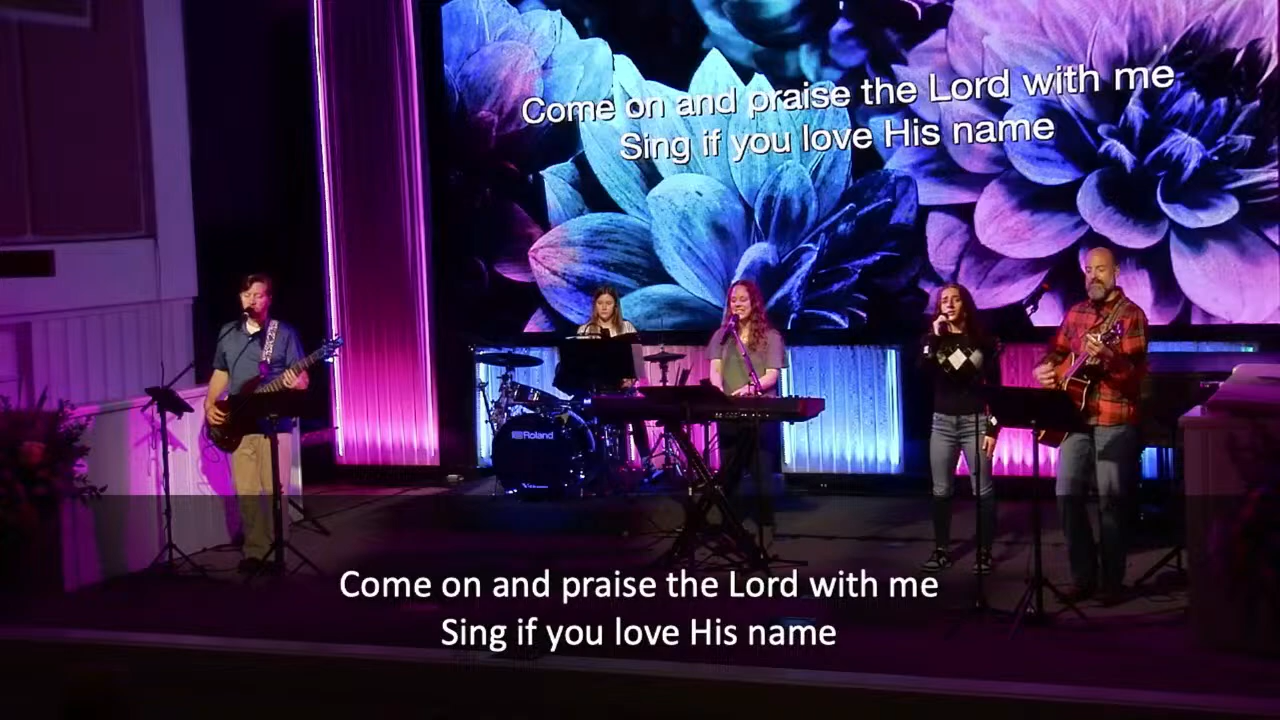 Come on and praise the Lord with me
Sing if you love His name
Roland
Come on and praise the Lord with me
Sing if you love His name